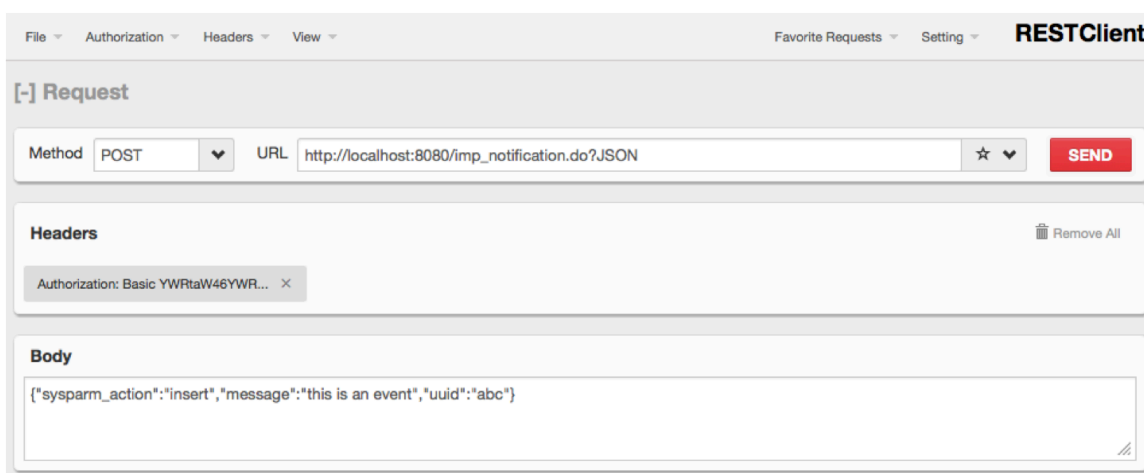 File Authorization Headers View Favorite Requests Setting RESTClient
[-] Request
Method POST URL http://localhost:8080/imp_notification.do?JSON SEND
Headers Remove All
Authorization: Basic YWRtaW46YWR... ×
Body
{"sysparm_action":"insert","message":"this is an event","uuid":"abc"}